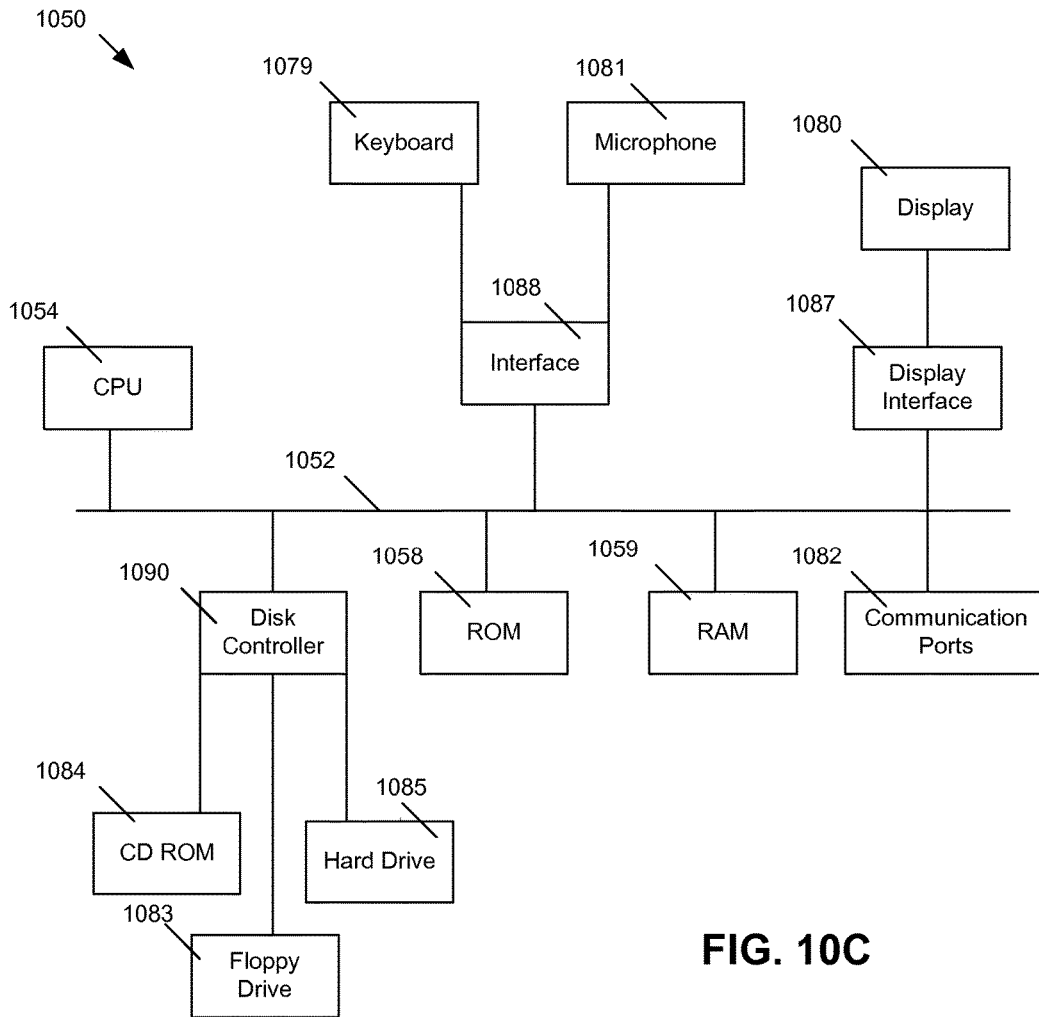 1050
1079
1081
Keyboard
Microphone
1080
Display
1088
1054
1087
CPU
Interface
Display
Interface
1052
1090
1058
1059
1082
Disk
Controller
ROM
RAM
Communication
Ports
1084
1085
CD ROM
Hard Drive
1083
Floppy
Drive
FIG. 10C